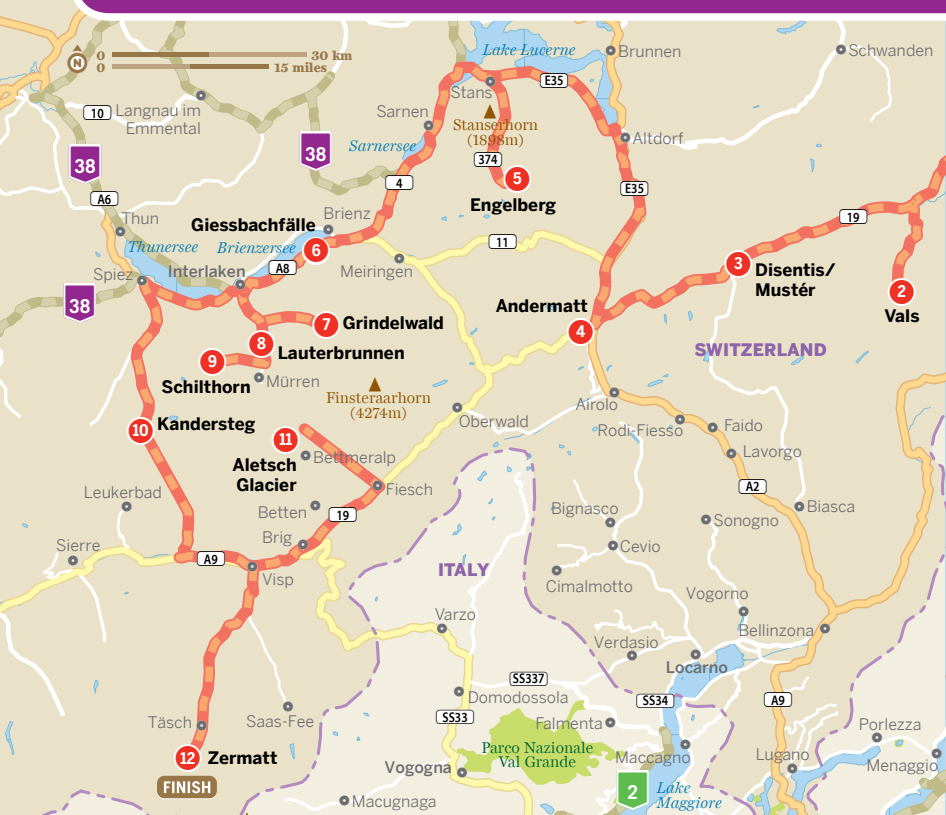 0 30 km
N
0 15 miles
Lake Lucerne
Brunnen
Schwanden
Stans
E35
10
Langnau im
Emmental
Sarnen
Stanserhorn
(1898m)
Altdorf
38
38
Sarnersee
374
5
Engelberg
4
E35
A6
Thun
Giessbachfälle
Brienz
19
3
Disentis/
Mustér
2
Vals
Thunersee
Brienzersee
6
11
Spiez
Interlaken
A8
Meiringen
38
Andermatt
4
7
Grindelwald
8
Lauterbrunnen
9
Schilthorn
Mürren
SWITZERLAND
Finsteraarhorn
(4274m)
Airolo
Oberwald
Rodi-Fiesso
Faido
10
Kandersteg
11
Bettmeralp
Lavorgo
Aletsch
Glacier
Fiesch
A2
Leukerbad
Betten
19
Bignasco
Sonogno
Biasca
Sierre
Brig
Cevio
A9
Visp
ITALY
Cimalmotto
Vogorno
Varzo
Bellinzona
Verdasio
Locarno
SS337
Domodossola
SS34
A9
Täsch
Saas-Fee
SS33
Falmenta
Porlezza
12
Zermatt
Parco Nazionale
Val Grande
Maccagno
Lugano
Menaggio
FINISH
Vogogna
2
Lake
Maggiore
Macugnaga